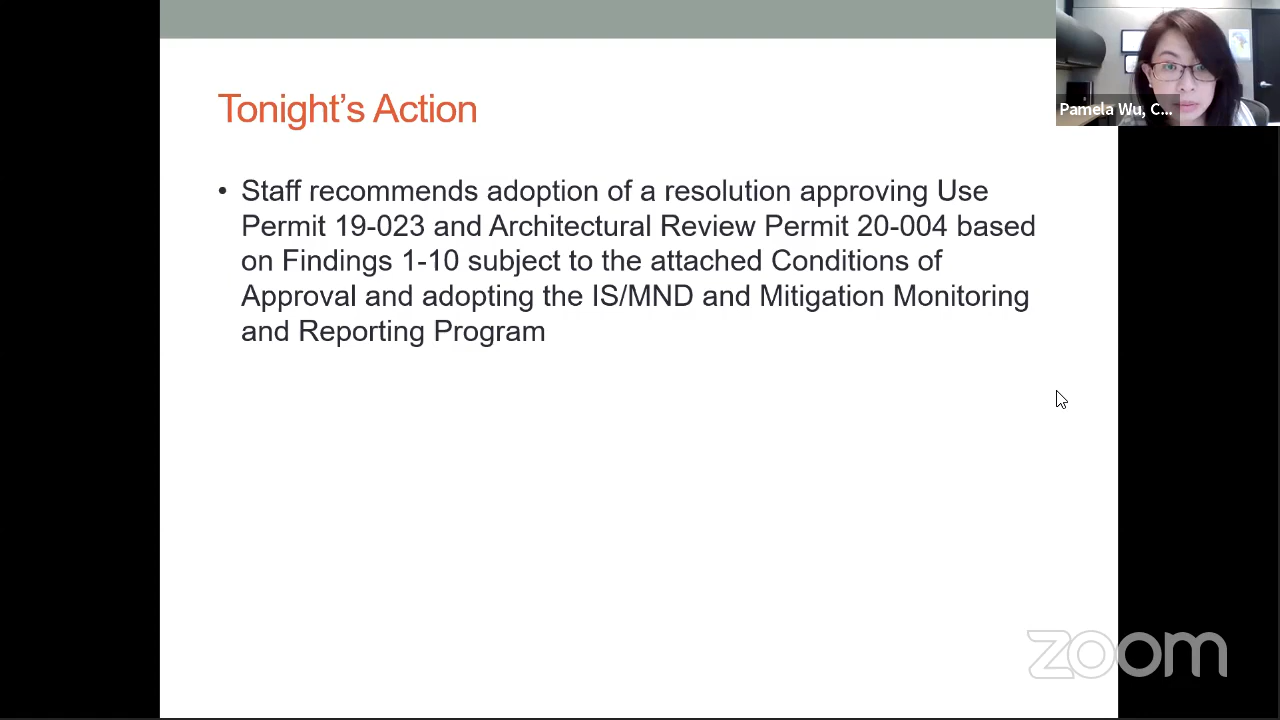 Tonight's Action
• Staff recommends adoption of a resolution approving Use
Permit 19-023 and Architectural Review Permit 20-004 based
on Findings 1-10 subject to the attached Conditions of
Approval and adopting the IS/MND and Mitigation Monitoring
and Reporting Program
Pamela Wu, C...
zoom